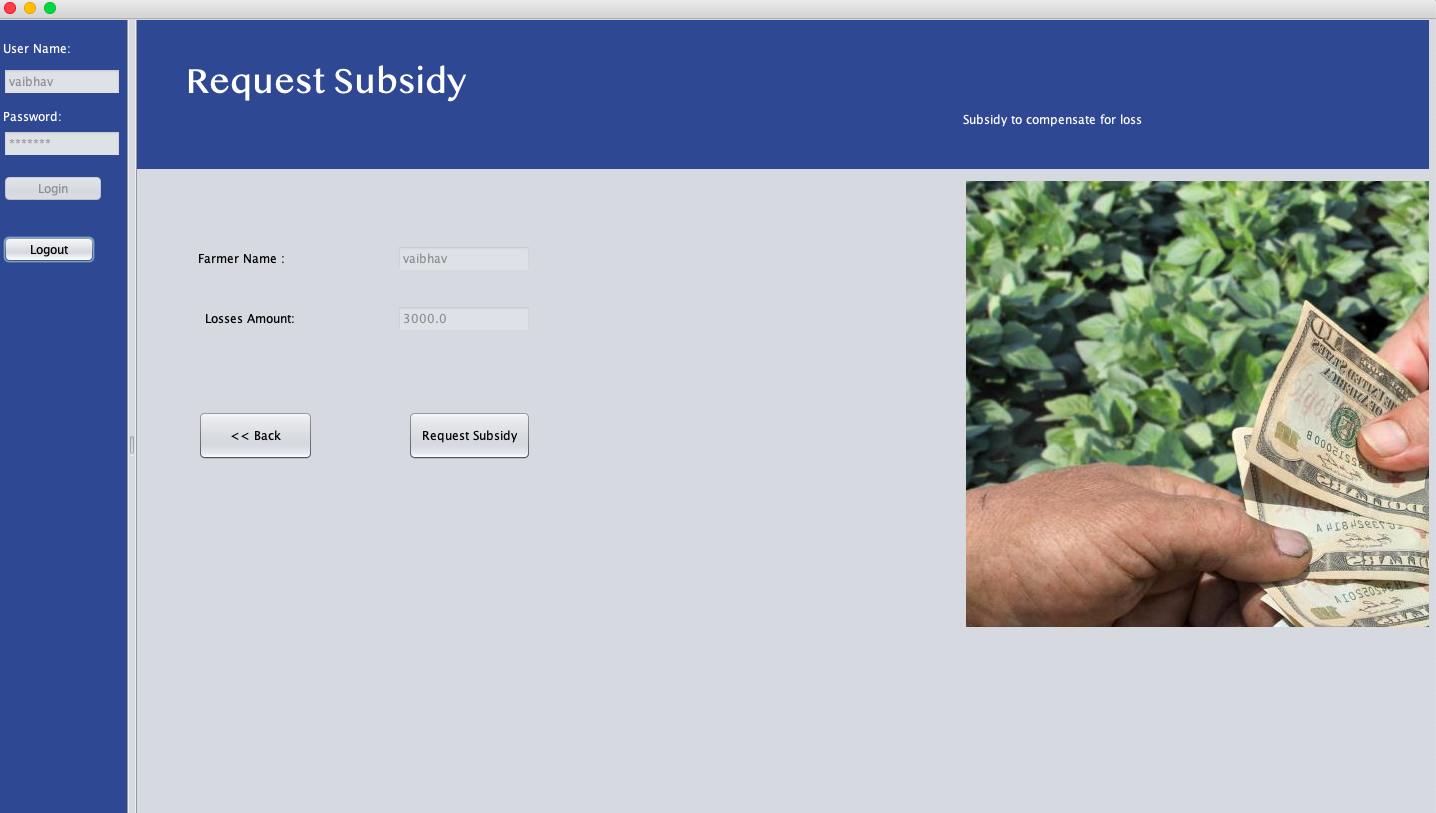 User Name:
vaibhav
Password:
*******
Login
Logout
Request Subsidy
Subsidy to compensate for loss
Farmer Name :
vaibhav
Losses Amount:
3000.0
<< Back
Request Subsidy